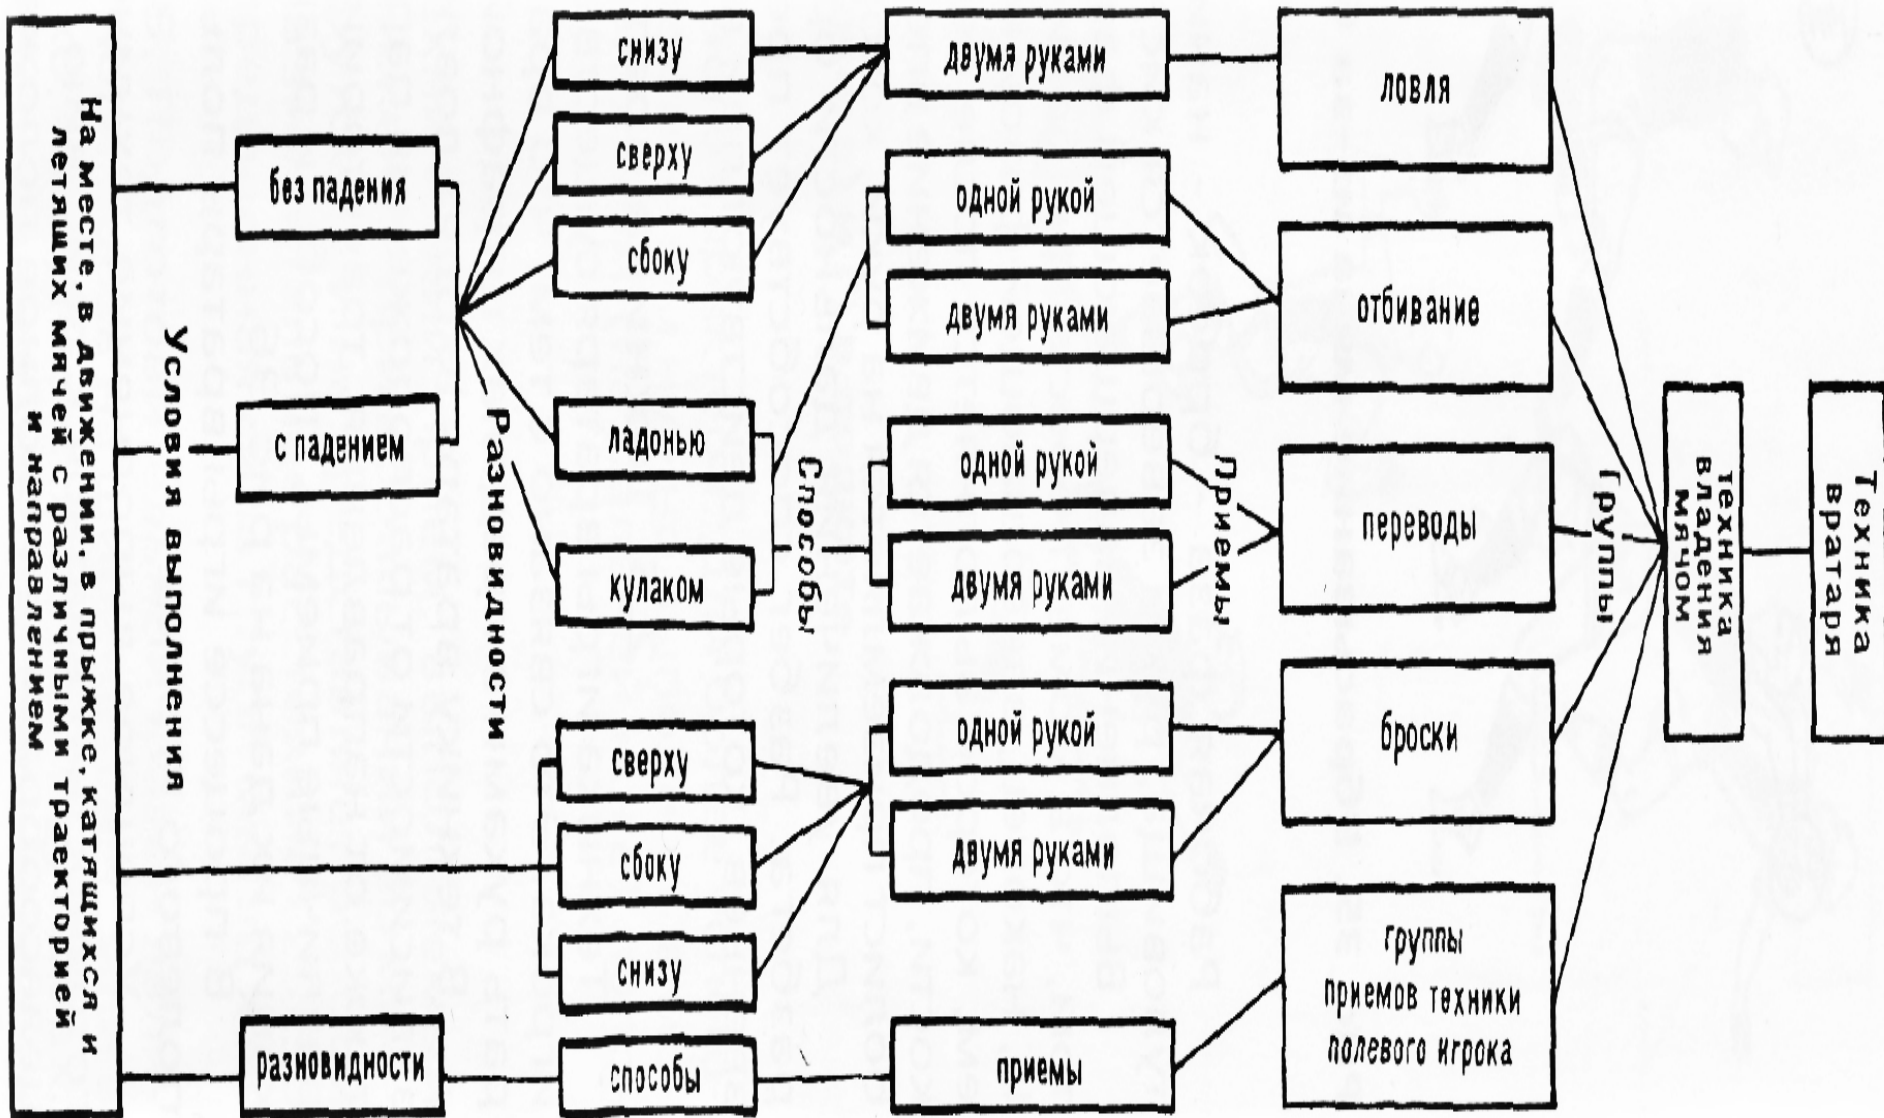 Техника
вратаря
техника
владения
мячом
Группы
ловля
отбивание
переводы
броски
группы
приемов техники
полевого игрока
Приемы
двумя руками
одной рукой
двумя руками
одной рукой
двумя руками
одной рукой
двумя руками
приемы
Способы
снизу
сверху
сбоку
ладонью
кулаком
сверху
сбоку
снизу
способы
Разновидности
без падения
с падением
разновидности
Условия выполнения
На месте, в движении, в прыжке, катящихся и
летящих мячей с различными траекторией
и направлением